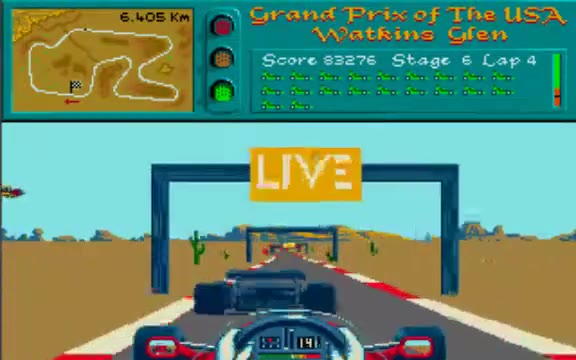 6.405 Km
Grand Prix of The USA
Watkins Glen
Score 83276 Stage 6 Lap 4
LIVE